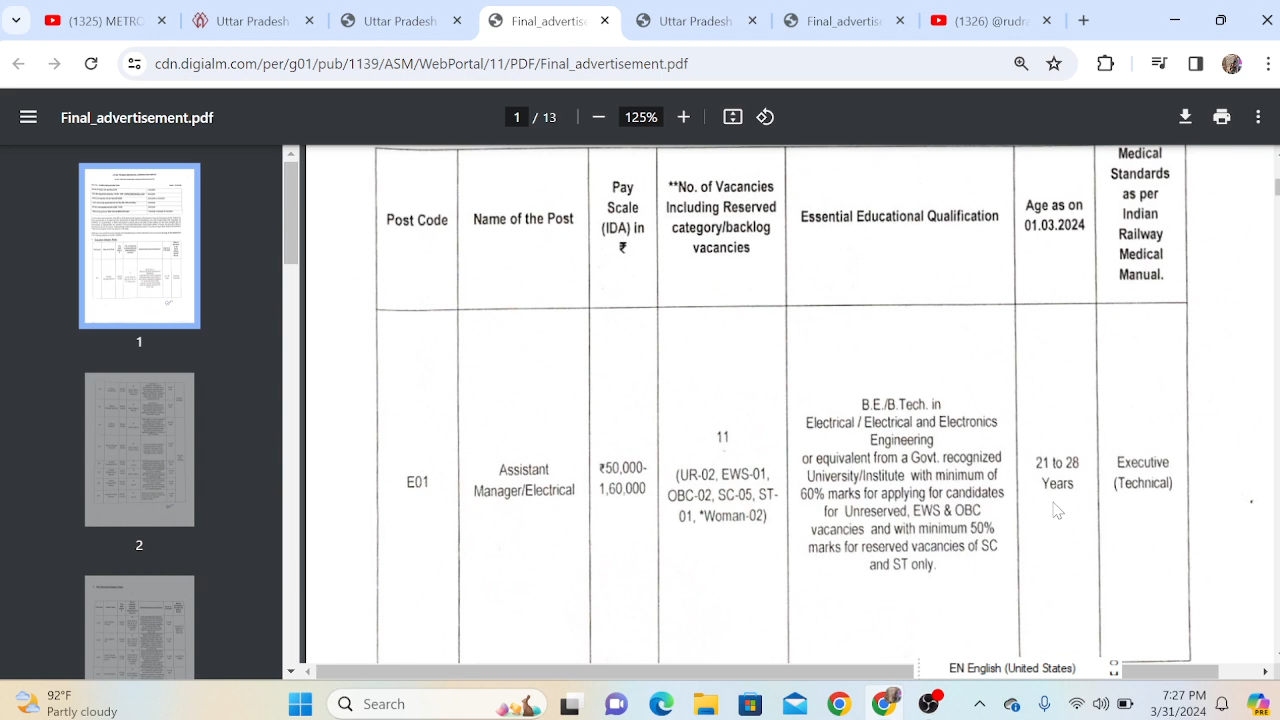 (1325) METRO
Uttar Pradesh
Uttar Pradesh
Final_advertise
Uttar Pradesh
Final_advertise
(1326) @rudra
cdn.digialm.com/per/g01/pub/1139/ASM/WebPortal/11/PDF/Final_advertisement.pdf
Final_advertisement.pdf
1 / 13
125%
Post Code
Name of the Post
Pay
Scale
(IDA) in
₹
**No. of Vacancies
Including Reserved
category/backlog
vacancies
Essential Educational Qualification
Age as on
01.03.2024
Medical
Standards
as per
Indian
Railway
Medical
Manual.
E01
Assistant
Manager/Electrical
₹50,000-
1,60,000
11
(UR-02, EWS-01,
OBC-02, SC-05, ST-
01, *Woman-02)
B.E./B.Tech. in
Electrical / Electrical and Electronics
Engineering
or equivalent from a Govt. recognized
University/Institute with minimum of
60% marks for applying for candidates
for Unreserved, EWS & OBC
vacancies and with minimum 50%
marks for reserved vacancies of SC
and ST only.
21 to 28
Years
Executive
(Technical)
1
2
EN English (United States)
92°F
Partly cloudy
Search
7:27 PM
3/31/2024
PRE